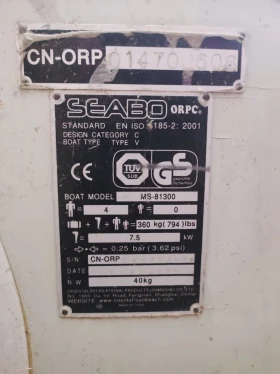 CN-ORP 01470J606
SEABO ORPC
STANDARD EN ISO 6185-2: 2001
DESIGN CATEGORY C
BOAT TYPE TYPE V
CE TÜV SÜD GS
BOAT MODEL MS-81300
= 4 = 0
+ + = 360 kg ( 794 ) lbs
= 7.5 kW
= 0.25 bar (3.62 psi)
S/N CN-ORP
DATE
N.W 40kg
WEBSITE